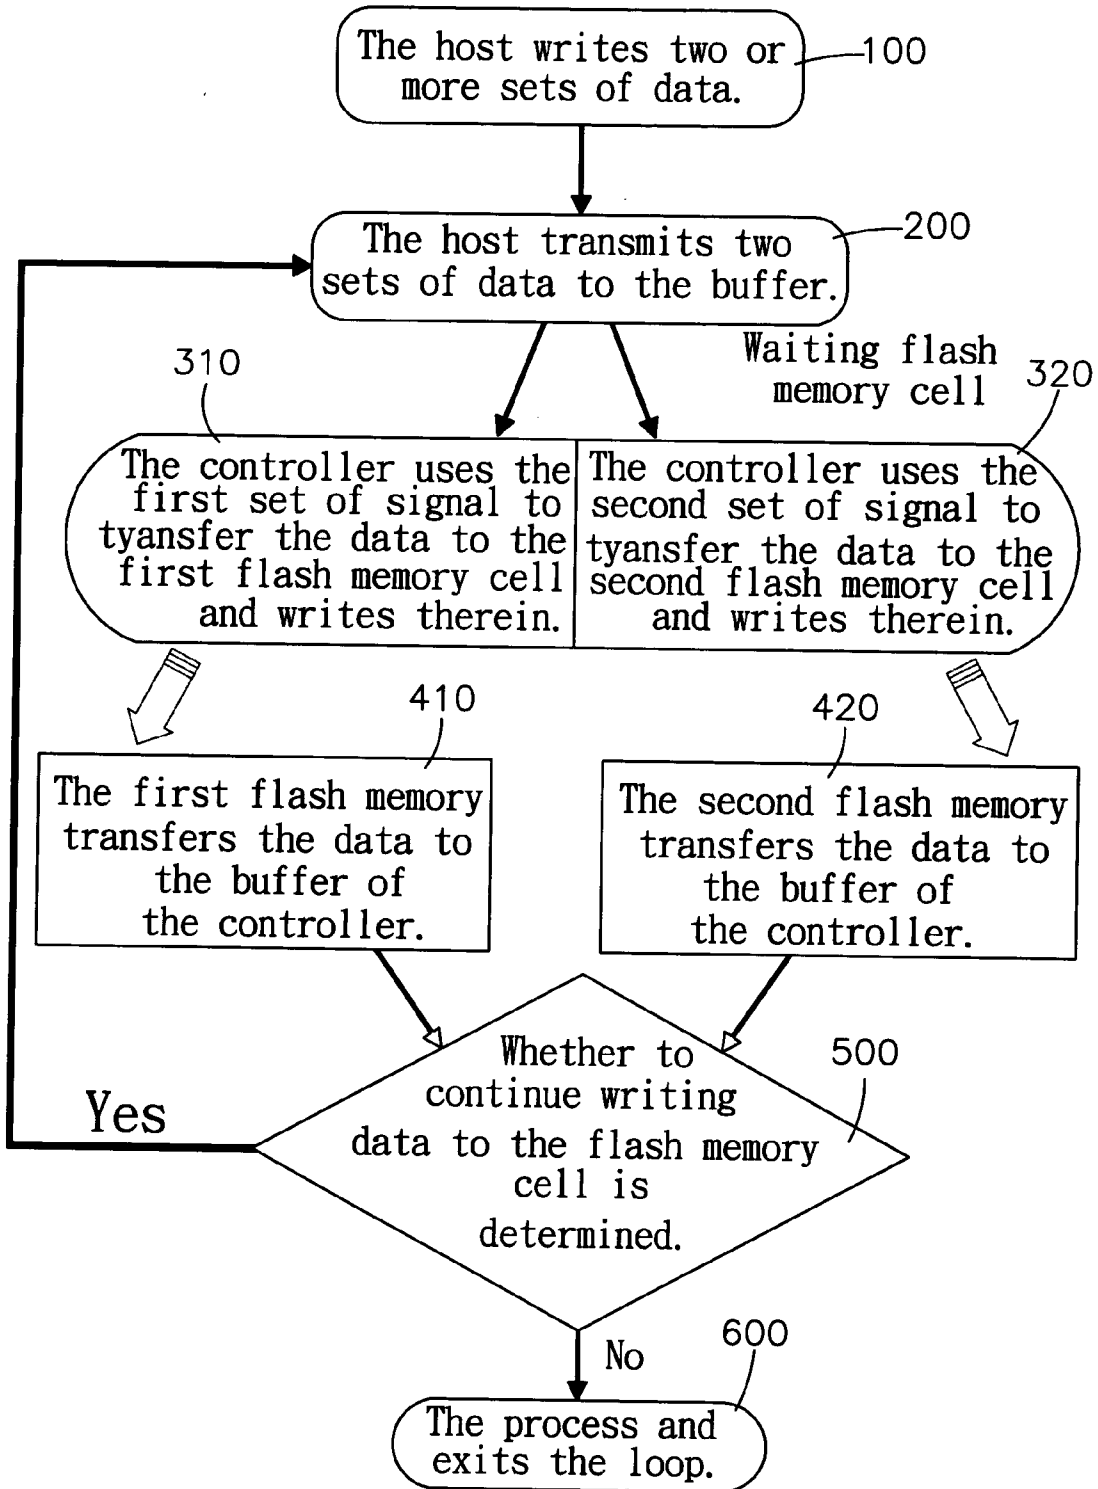 The host writes two or
more sets of data.
100
The host transmits two
sets of data to the buffer.
200
Waiting flash
memory cell
310
320
The controller uses the
first set of signal to
tyansfer the data to the
first flash memory cell
and writes therein.
The controller uses the
second set of signal to
tyansfer the data to the
second flash memory cell
and writes therein.
410
420
The first flash memory
transfers the data to
the buffer of
the controller.
The second flash memory
transfers the data to
the buffer of
the controller.
Whether to
continue writing
data to the flash memory
cell is
determined.
500
Yes
No
600
The process and
exits the loop.